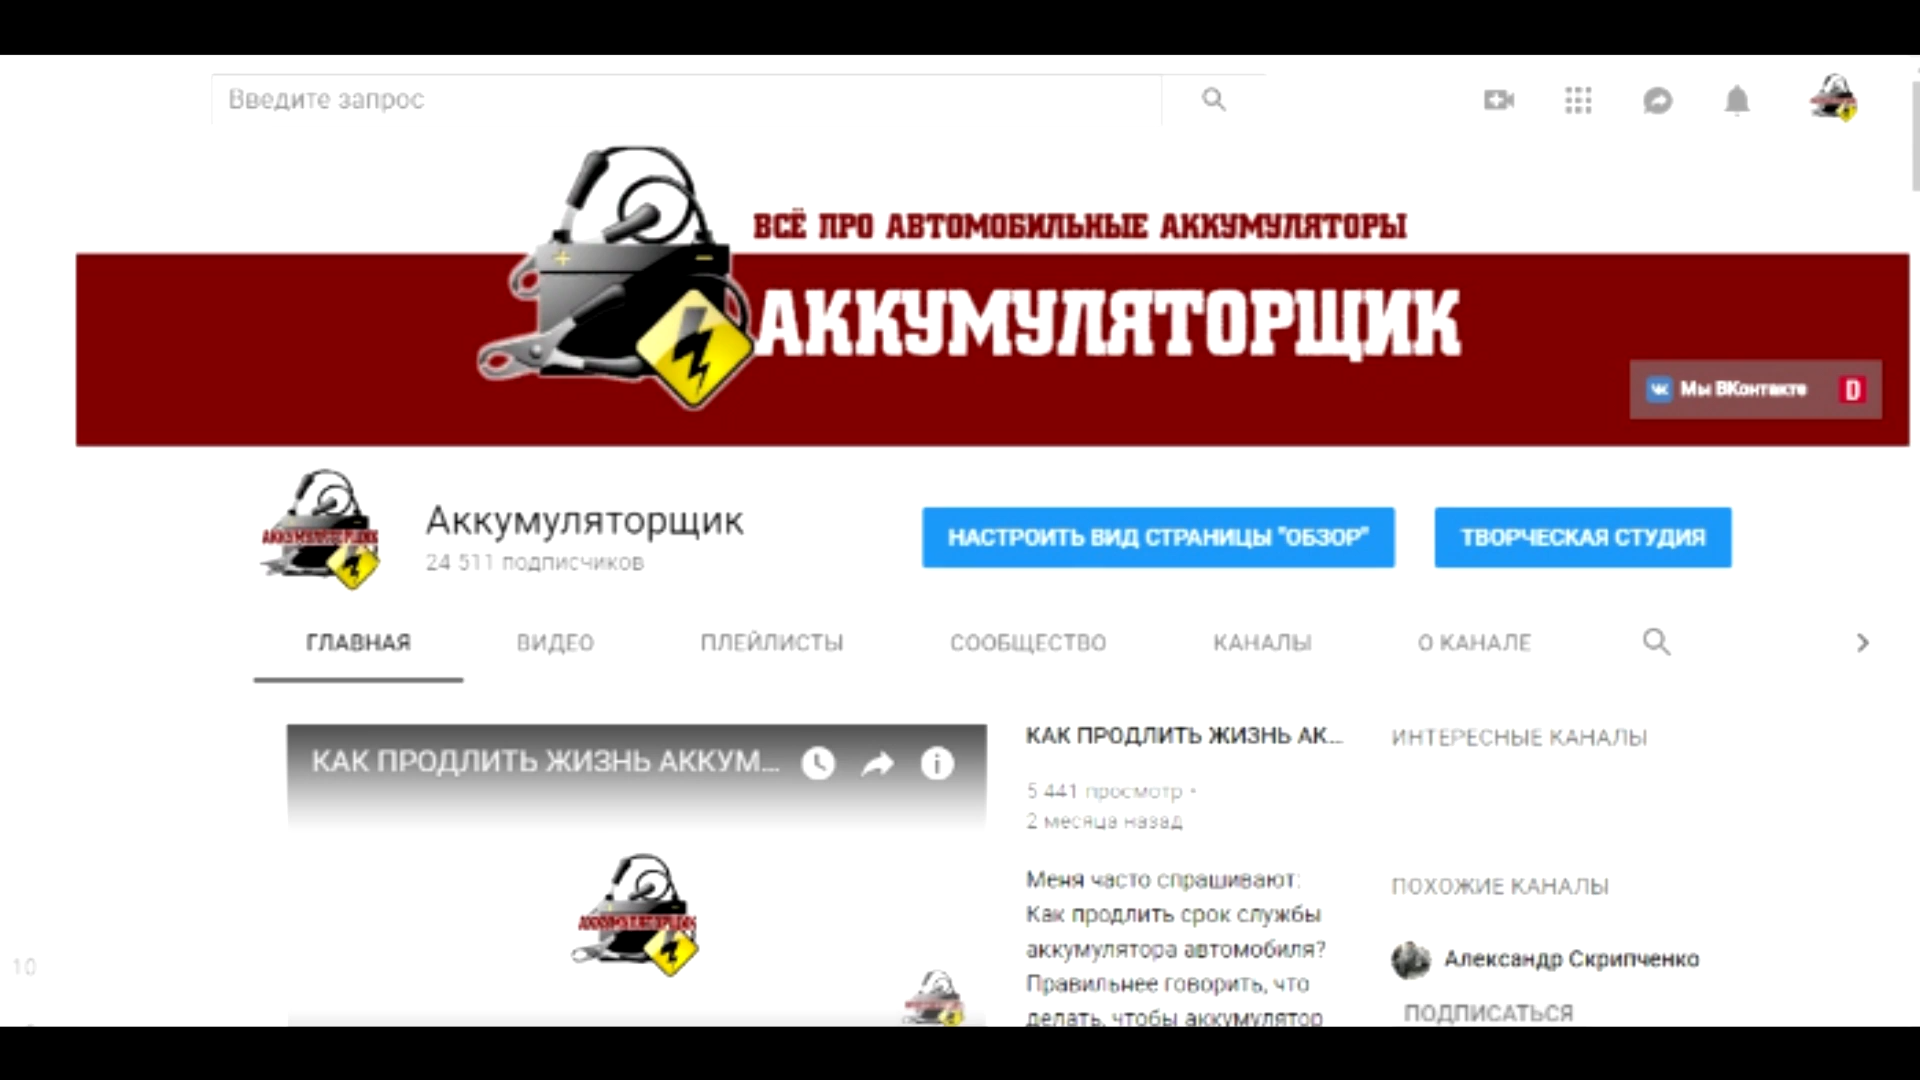 Введите запрос
ВСЁ ПРО АВТОМОБИЛЬНЫЕ АККУМУЛЯТОРЫ
АККУМУЛЯТОРЩИК
Мы ВКонтакте
АККУМУЛЯТОРЩИК
Аккумуляторщик
24 511 подписчиков
НАСТРОИТЬ ВИД СТРАНИЦЫ "ОБЗОР"
ТВОРЧЕСКАЯ СТУДИЯ
ГЛАВНАЯ
ВИДЕО
ПЛЕЙЛИСТЫ
СООБЩЕСТВО
КАНАЛЫ
О КАНАЛЕ
КАК ПРОДЛИТЬ ЖИЗНЬ АККУМ...
АККУМУЛЯТОРЩИК
КАК ПРОДЛИТЬ ЖИЗНЬ АК...
5 441 просмотр •
2 месяца назад
Меня часто спрашивают:
Как продлить срок службы
аккумулятора автомобиля?
Правильнее говорить, что
делать, чтобы аккумулятор
ИНТЕРЕСНЫЕ КАНАЛЫ
ПОХОЖИЕ КАНАЛЫ
Александр Скрипченко
ПОДПИСАТЬСЯ
10